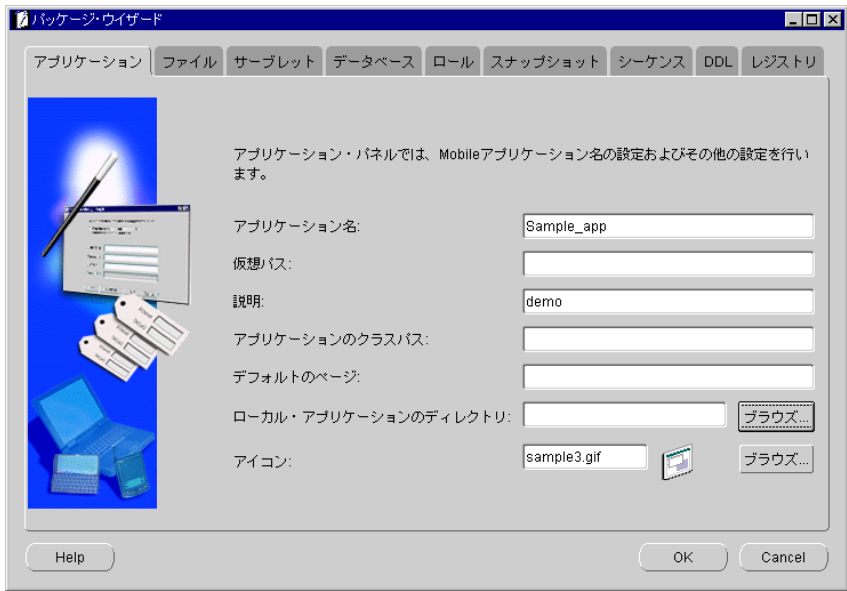 パッケージ・ウィザード
アプリケーション ファイル サーブレット データベース ロール スナップショット シーケンス DDL レジストリ
アプリケーション・パネルでは、Mobileアプリケーション名の設定およびその他の設定を行い
ます。
アプリケーション名: Sample_app
仮想パス:
説明: demo
アプリケーションのクラスパス:
デフォルトのページ:
ローカル・アプリケーションのディレクトリ: ブラウズ...
アイコン: sample3.gif ブラウズ...
Help OK Cancel